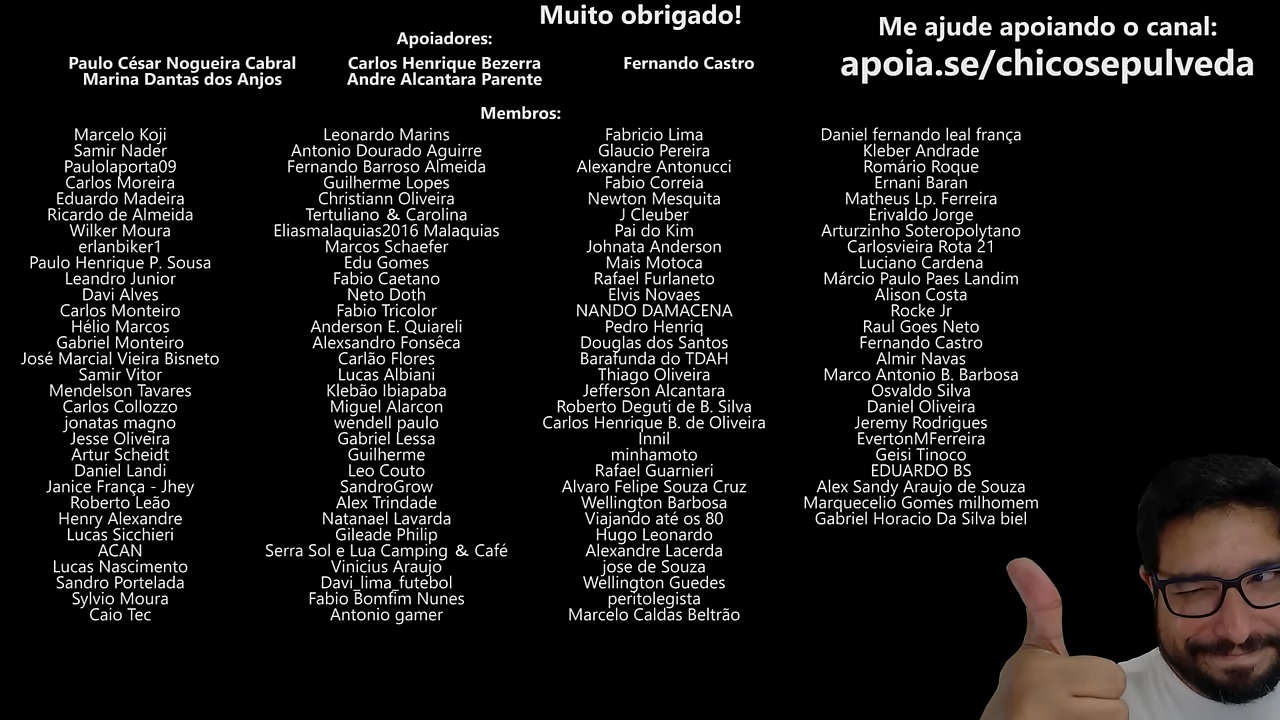 Muito obrigado!
Apoiadores:
Paulo César Nogueira Cabral
Marina Dantas dos Anjos
Carlos Henrique Bezerra
Andre Alcantara Parente
Fernando Castro
Me ajude apoiando o canal:
apoia.se/chicosepulveda
Membros:
Marcelo Koji
Samir Nader
Paulolaporta09
Carlos Moreira
Eduardo Madeira
Ricardo de Almeida
Wilker Moura
erlanbiker1
Paulo Henrique P. Sousa
Leandro Junior
Davi Alves
Carlos Monteiro
Hélio Marcos
Gabriel Monteiro
José Marcial Vieira Bisneto
Samir Vitor
Mendelson Tavares
Carlos Collozzo
jonatas magno
Jesse Oliveira
Artur Scheidt
Daniel Landi
Janice França - Jhey
Roberto Leão
Henry Alexandre
Lucas Sicchieri
ACAN
Lucas Nascimento
Sandro Portelada
Sylvio Moura
Caio Tec
Leonardo Marins
Antonio Dourado Aguirre
Fernando Barroso Almeida
Guilherme Lopes
Christiann Oliveira
Tertuliano & Carolina
Eliasmalaquias2016 Malaquias
Marcos Schaefer
Edu Gomes
Fabio Caetano
Neto Doth
Fabio Tricolor
Anderson E. Quiareli
Alexsandro Fonsêca
Carlão Flores
Lucas Albiani
Klebão Ibiapaba
Miguel Alarcon
wendell paulo
Gabriel Lessa
Guilherme
Leo Couto
SandroGrow
Alex Trindade
Natanael Lavarda
Gileade Philip
Serra Sol e Lua Camping & Café
Vinicius Araujo
Davi_lima_futebol
Fabio Bomfim Nunes
Antonio gamer
Fabricio Lima
Glaucio Pereira
Alexandre Antonucci
Fabio Correia
Newton Mesquita
J Cleuber
Pai do Kim
Johnata Anderson
Mais Motoca
Rafael Furlaneto
Elvis Novaes
NANDO DAMACENA
Pedro Henriq
Douglas dos Santos
Barafunda do TDAH
Thiago Oliveira
Jefferson Alcantara
Roberto Deguti de B. Silva
Carlos Henrique B. de Oliveira
Innil
minhamoto
Rafael Guarnieri
Alvaro Felipe Souza Cruz
Wellington Barbosa
Viajando até os 80
Hugo Leonardo
Alexandre Lacerda
jose de Souza
Wellington Guedes
peritolegista
Marcelo Caldas Beltrão
Daniel fernando leal frança
Kleber Andrade
Romário Roque
Ernani Baran
Matheus Lp. Ferreira
Erivaldo Jorge
Arturzinho Soteropolytano
Carlosvieira Rota 21
Luciano Cardena
Márcio Paulo Paes Landim
Alison Costa
Rocke Jr
Raul Goes Neto
Fernando Castro
Almir Navas
Marco Antonio B. Barbosa
Osvaldo Silva
Daniel Oliveira
Jeremy Rodrigues
EvertonMFerreira
Geisi Tinoco
EDUARDO BS
Alex Sandy Araujo de Souza
Marquecelio Gomes milhomem
Gabriel Horacio Da Silva biel